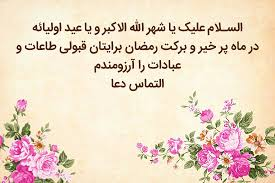 السـلام علیک یا شهر الله الاکبر و یا عید اولیائه
در ماه پر خیر و برکت رمضان برایتان قبولی طاعات و
عبادات را آرزومندم
التماس دعا